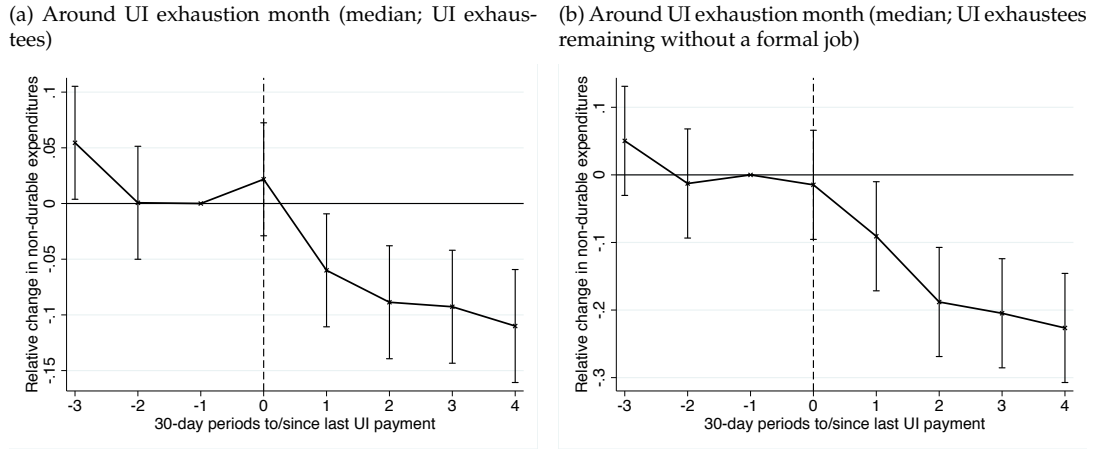 (a) Around UI exhaustion month (median; UI exhaus-
tees)
Relative change in non-durable expenditures
.1
.05
0
-.05
-.1
-.15
-3 -2 -1 0 1 2 3 4
30-day periods to/since last UI payment
(b) Around UI exhaustion month (median; UI exhaustees
remaining without a formal job)
Relative change in non-durable expenditures
.1
0
-.1
-.2
-.3
-3 -2 -1 0 1 2 3 4
30-day periods to/since last UI payment